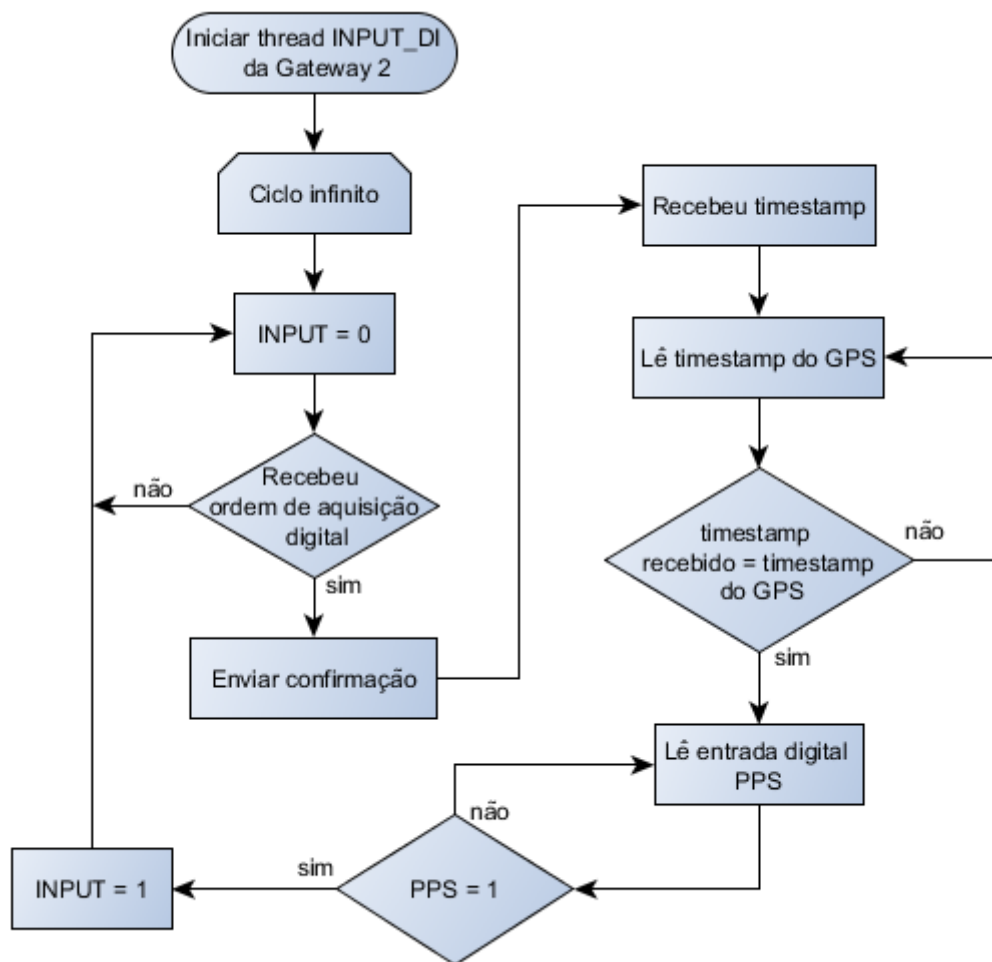 Iniciar thread INPUT_DI
da Gateway 2
Ciclo infinito
INPUT = 0
Recebeu
ordem de aquisição
digital
não
sim
Enviar confirmação
Recebeu timestamp
Lê timestamp do GPS
timestamp
recebido = timestamp
do GPS
não
sim
Lê entrada digital
PPS
não
PPS = 1
sim
INPUT = 1